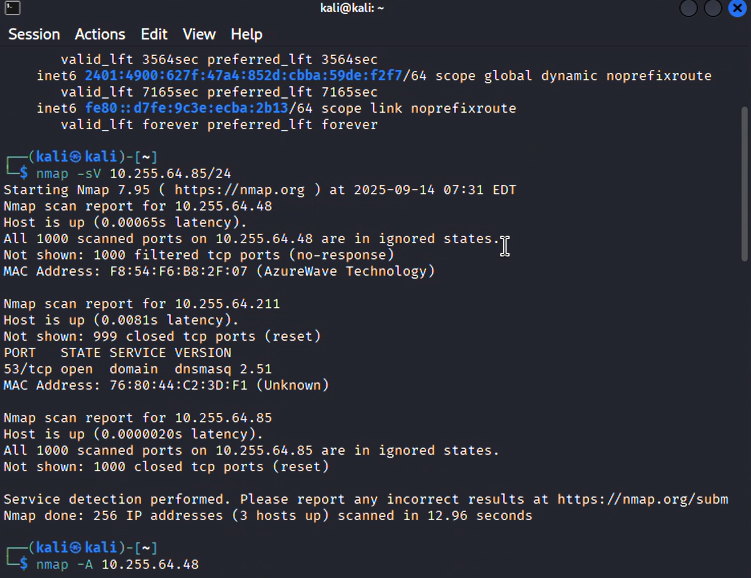 kali@kali: ~
Session Actions Edit View Help
valid_lft 3564sec preferred_lft 3564sec
inet6 2401:4900:627f:47a4:852d:cbba:59de:f2f7/64 scope global dynamic noprefixroute
valid_lft 7165sec preferred_lft 7165sec
inet6 fe80::d7fe:9c3e:ecba:2b13/64 scope link noprefixroute
valid_lft forever preferred_lft forever
┌──(kali㉿kali)-[~]
└─$ nmap -sV 10.255.64.85/24
Starting Nmap 7.95 ( https://nmap.org ) at 2025-09-14 07:31 EDT
Nmap scan report for 10.255.64.48
Host is up (0.00065s latency).
All 1000 scanned ports on 10.255.64.48 are in ignored states.
Not shown: 1000 filtered tcp ports (no-response)
MAC Address: F8:54:F6:B8:2F:07 (AzureWave Technology)
Nmap scan report for 10.255.64.211
Host is up (0.0081s latency).
Not shown: 999 closed tcp ports (reset)
PORT   STATE SERVICE VERSION
53/tcp open  domain  dnsmasq 2.51
MAC Address: 76:80:44:C2:3D:F1 (Unknown)
Nmap scan report for 10.255.64.85
Host is up (0.0000020s latency).
All 1000 scanned ports on 10.255.64.85 are in ignored states.
Not shown: 1000 closed tcp ports (reset)
Service detection performed. Please report any incorrect results at https://nmap.org/subm
Nmap done: 256 IP addresses (3 hosts up) scanned in 12.96 seconds
┌──(kali㉿kali)-[~]
└─$ nmap -A 10.255.64.48